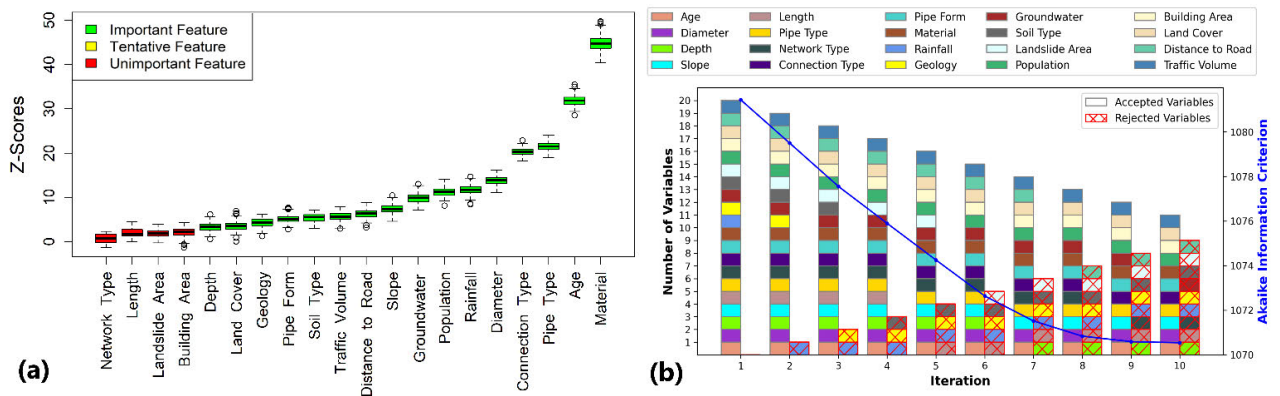 Important Feature
Tentative Feature
Unimportant Feature
Z-Scores
50
40
30
20
10
0
Network Type
Length
Landslide Area
Building Area
Depth
Land Cover
Geology
Pipe Form
Soil Type
Traffic Volume
Distance to Road
Slope
Groundwater
Population
Rainfall
Diameter
Connection Type
Pipe Type
Age
Material
(a)
Age Length Pipe Form Groundwater Building Area
Diameter Pipe Type Material Soil Type Land Cover
Depth Network Type Rainfall Landslide Area Distance to Road
Slope Connection Type Geology Population Traffic Volume
Accepted Variables
Rejected Variables
Number of Variables
20
19
18
17
16
15
14
13
12
11
10
9
8
7
6
5
4
3
2
1
1 2 3 4 5 6 7 8 9 10
Iteration
1080
1078
1076
1074
1072
1070
Akaike Information Criterion
(b)